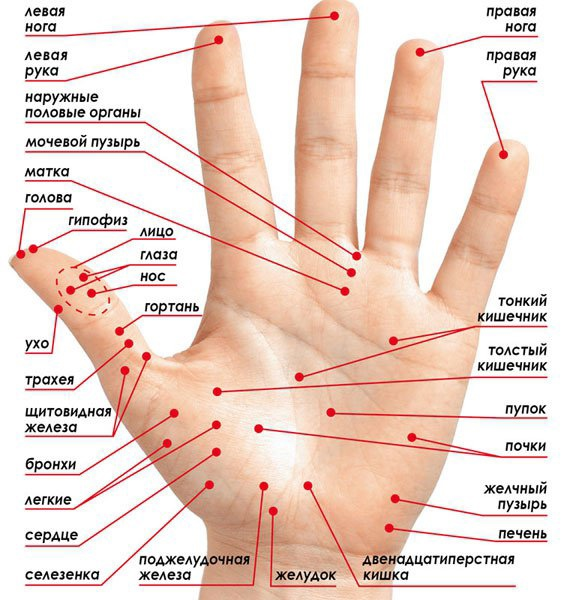 левая
нога
левая
рука
наружные
половые органы
мочевой пузырь
матка
голова
гипофиз
лицо
глаза
нос
гортань
ухо
трахея
щитовидная
железа
бронхи
легкие
сердце
селезенка
поджелудочная
железа
желудок
двенадцатиперстная
кишка
правая
нога
правая
рука
тонкий
кишечник
толстый
кишечник
пупок
почки
желчный
пузырь
печень